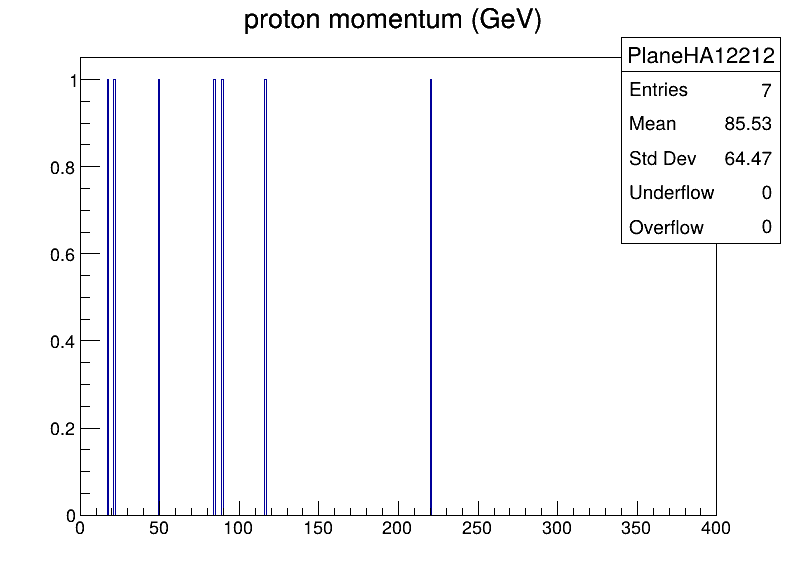 proton momentum (GeV)
PlaneHA12212
Entries 7
Mean 85.53
Std Dev 64.47
Underflow 0
Overflow 0
1
0.8
0.6
0.4
0.2
0
0 50 100 150 200 250 300 350 400